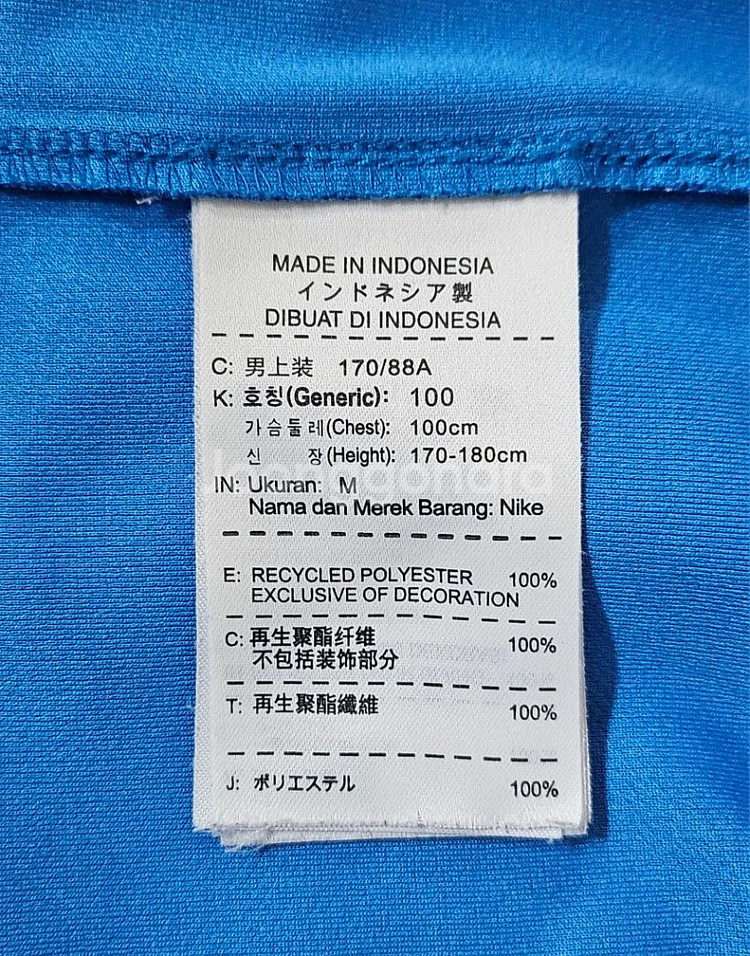 MADE IN INDONESIA
インドネシア製
DIBUAT DI INDONESIA
C: 男上装 170/88A
K: 호칭(Generic): 100
가슴둘레(Chest): 100cm
신 장(Height): 170-180cm
IN: Ukuran: M
Nama dan Merek Barang: Nike
E: RECYCLED POLYESTER 100%
EXCLUSIVE OF DECORATION
C: 再生聚酯纤维 100%
不包括装饰部分
T: 再生聚酯纖維 100%
J: ポリエステル 100%